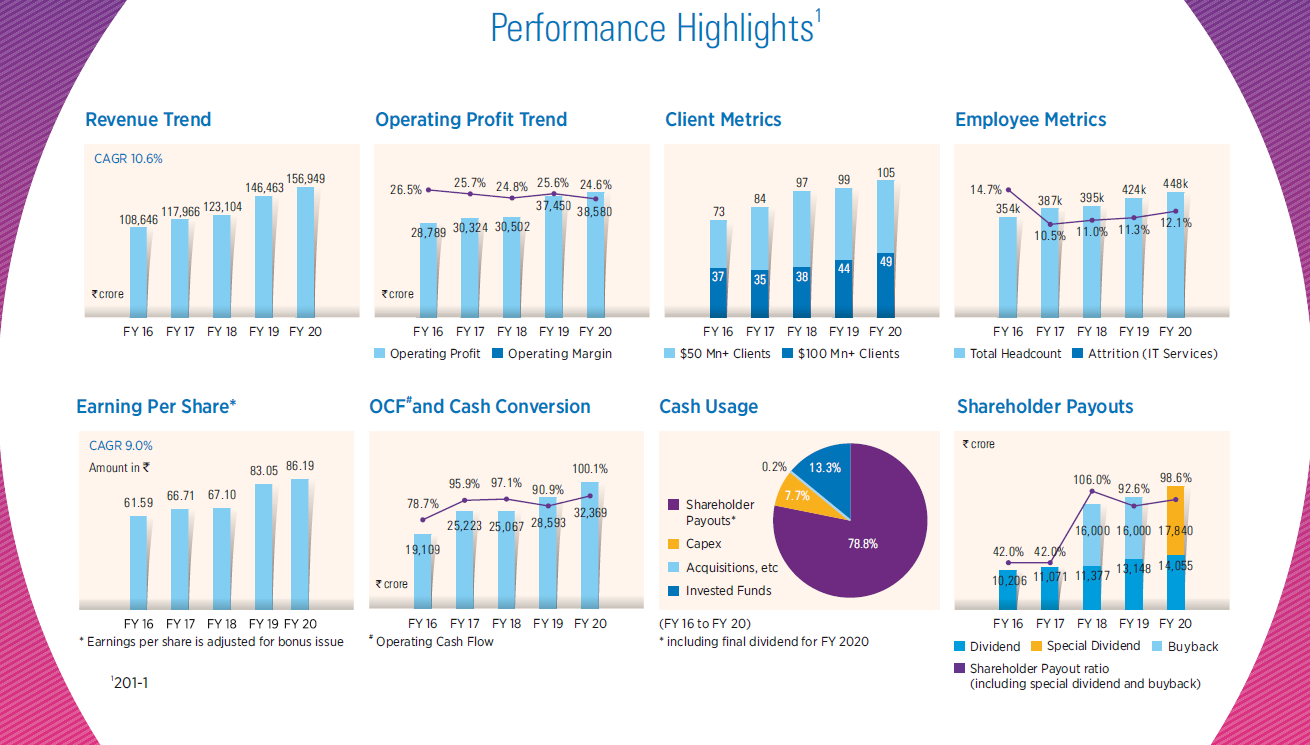 Performance Highlights1
Revenue Trend
CAGR 10.6%
108,646 117,966 123,104 146,463 156,949
₹ crore
FY 16 FY 17 FY 18 FY 19 FY 20
Operating Profit Trend
26.5% 25.7% 24.8% 25.6% 24.6%
28,789 30,324 30,502 37,450 38,580
₹ crore
FY 16 FY 17 FY 18 FY 19 FY 20
Operating Profit Operating Margin
Client Metrics
73 84 97 99 105
37 35 38 44 49
FY 16 FY 17 FY 18 FY 19 FY 20
$50 Mn+ Clients $100 Mn+ Clients
Employee Metrics
14.7%
354k 387k 395k 424k 448k
10.5% 11.0% 11.3% 12.1%
FY 16 FY 17 FY 18 FY 19 FY 20
Total Headcount Attrition (IT Services)
Earning Per Share*
CAGR 9.0%
Amount in ₹
61.59 66.71 67.10 83.05 86.19
FY 16 FY 17 FY 18 FY 19 FY 20
* Earnings per share is adjusted for bonus issue
OCF# and Cash Conversion
78.7% 95.9% 97.1% 90.9% 100.1%
19,109 25,223 25,067 28,593 32,369
₹ crore
FY 16 FY 17 FY 18 FY 19 FY 20
# Operating Cash Flow
Cash Usage
0.2% 13.3%
7.7%
78.8%
Shareholder
Payouts*
Capex
Acquisitions, etc
Invested Funds
(FY 16 to FY 20)
* including final dividend for FY 2020
Shareholder Payouts
₹ crore
42.0% 42.0% 106.0% 92.6% 98.6%
16,000 16,000 17,840
10,206 11,071 11,377 13,148 14,055
FY 16 FY 17 FY 18 FY 19 FY 20
Dividend Special Dividend Buyback
Shareholder Payout ratio
(including special dividend and buyback)
1201-1